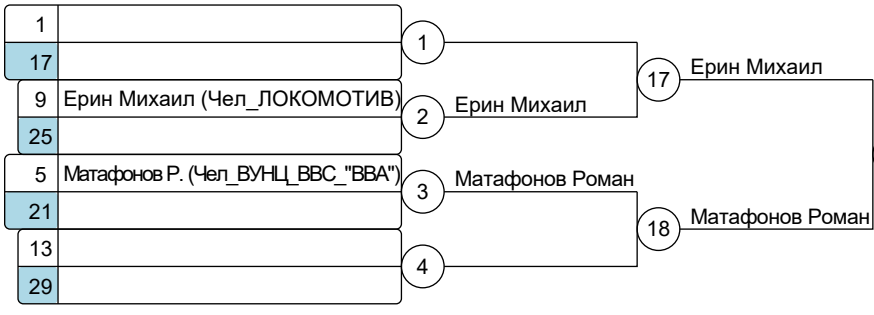 1
1
17
17
Ерин Михаил
9 Ерин Михаил (Чел_ЛОКОМОТИВ)
2
Ерин Михаил
25
5 Матафонов Р. (Чел_ВУНЦ_ВВС_"ВВА")
3
Матафонов Роман
21
18
Матафонов Роман
13
4
29